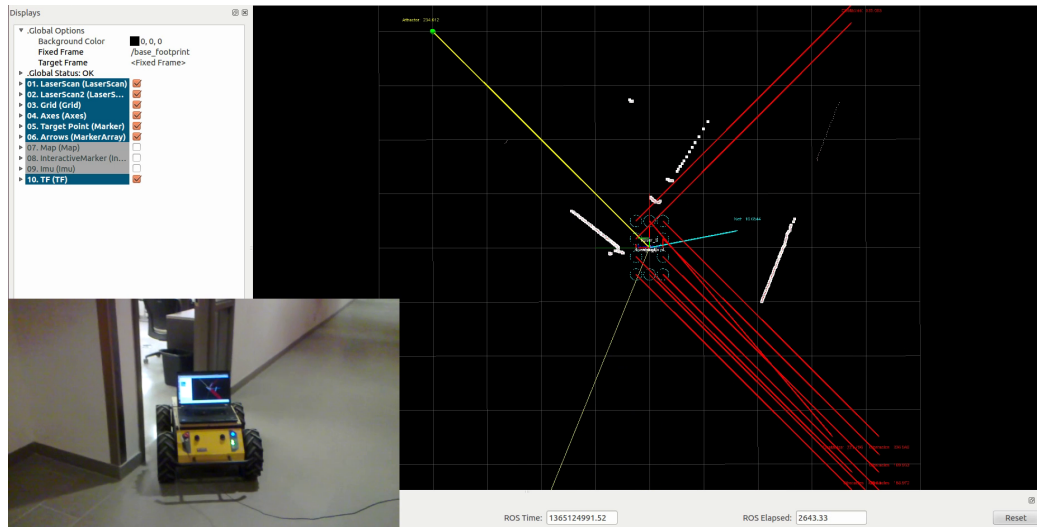 Displays
.Global Options
Background Color 0, 0, 0
Fixed Frame /base_footprint
Target Frame <Fixed Frame>
.Global Status: OK
01. LaserScan (LaserScan)
02. LaserScan2 (LaserS...
03. Grid (Grid)
04. Axes (Axes)
05. Target Point (Marker)
06. Arrows (MarkerArray)
07. Map (Map)
08. InteractiveMarker (In...
09. Imu (Imu)
10. TF (TF)
ROS Time: 1365124991.52
ROS Elapsed: 2643.33
Reset